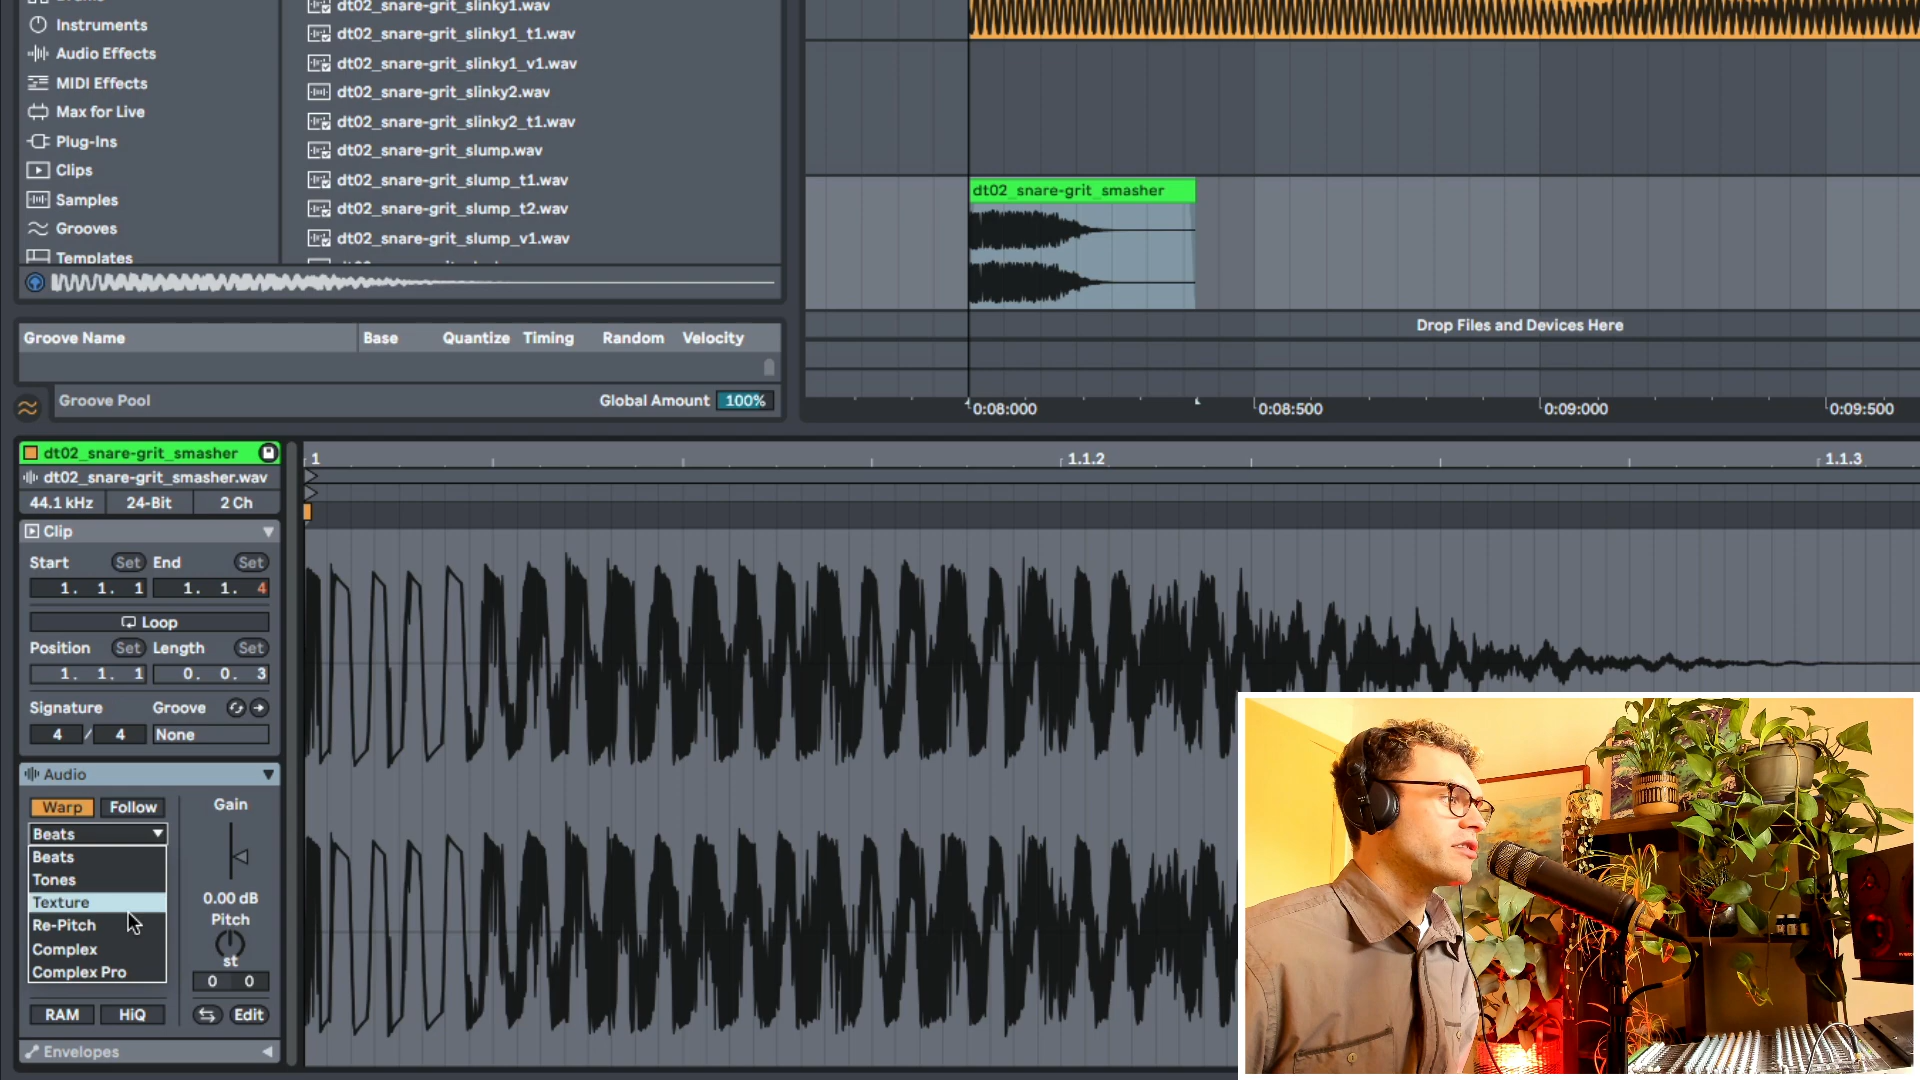 dt02_snare-grit_slinky1.wav
Instruments
dt02_snare-grit_slinky1_t1.wav
Audio Effects
dt02_snare-grit_slinky1_v1.wav
MIDI Effects
dt02_snare-grit_slinky2.wav
Max for Live
dt02_snare-grit_slinky2_t1.wav
Plug-Ins
dt02_snare-grit_slump.wav
Clips
dt02_snare-grit_slump_t1.wav
Samples
dt02_snare-grit_slump_t2.wav
Grooves
dt02_snare-grit_slump_v1.wav
Templates
dt02_snare-grit_smasher
Drop Files and Devices Here
0:08:000 0:08:500 0:09:000 0:09:500
Groove Name Base Quantize Timing Random Velocity
Groove Pool Global Amount 100%
dt02_snare-grit_smasher
dt02_snare-grit_smasher.wav
44.1 kHz 24-Bit 2 Ch
Clip
Start Set End Set
1. 1. 1 1. 1. 4
Loop
Position Set Length Set
1. 1. 1 0. 0. 3
Signature Groove
4 / 4 None
Audio
Warp Follow Gain
Beats
Beats
Tones
Texture
Re-Pitch
Complex
Complex Pro
0.00 dB
Pitch
st
0 0
RAM HiQ Edit
Envelopes
1 1.1.2 1.1.3